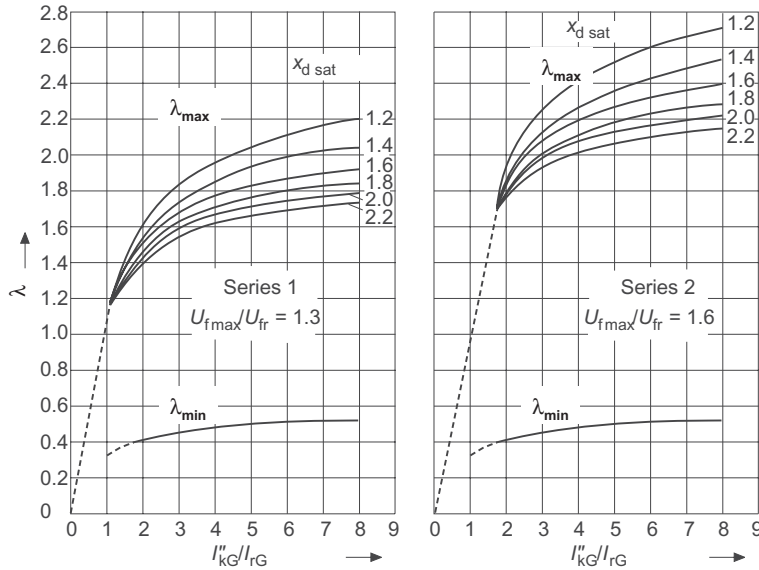 2.8
2.6
2.4
2.2
2.0
1.8
1.6
1.4
1.2
1.0
0.8
0.6
0.4
0.2
0
λ
x_d sat
λ_max
1.2
1.4
1.6
1.8
2.0
2.2
Series 1
U_f max/U_fr = 1.3
λ_min
0 1 2 3 4 5 6 7 8 9
I″_kG/I_rG
x_d sat
λ_max
1.2
1.4
1.6
1.8
2.0
2.2
Series 2
U_f max/U_fr = 1.6
λ_min
0 1 2 3 4 5 6 7 8 9
I″_kG/I_rG